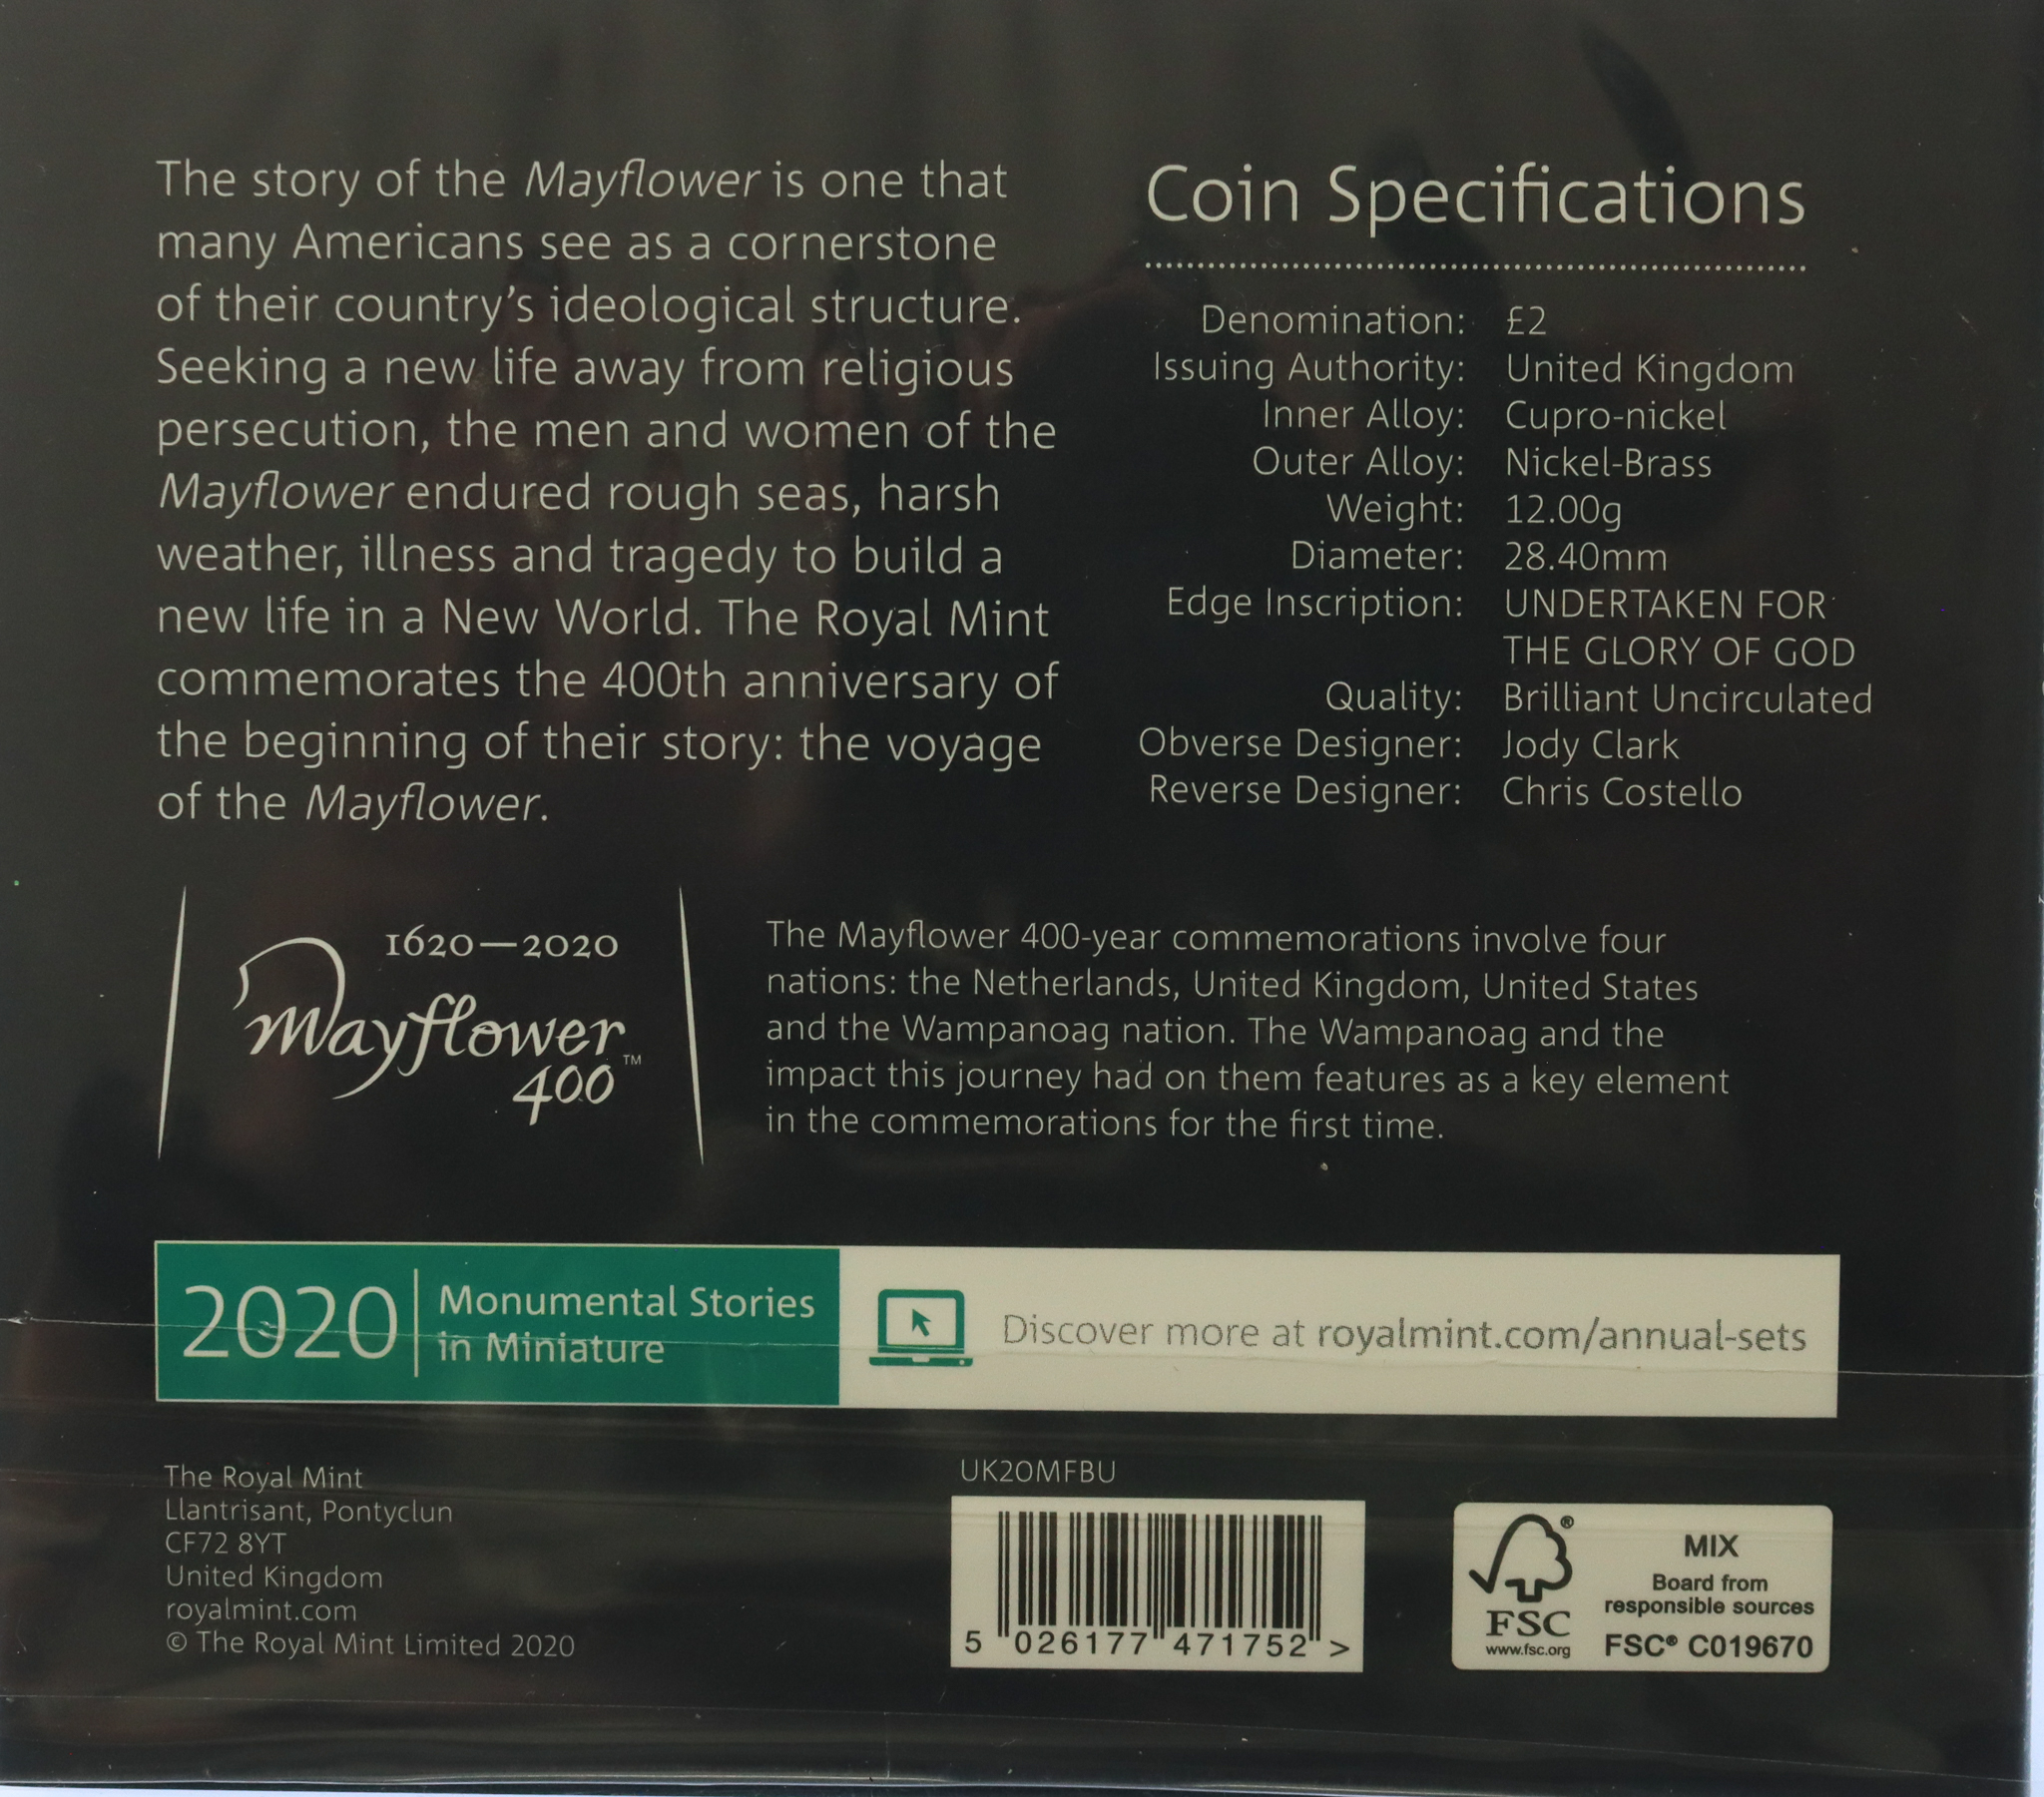 The story of the Mayflower is one that
many Americans see as a cornerstone
of their country’s ideological structure.
Seeking a new life away from religious
persecution, the men and women of the
Mayflower endured rough seas, harsh
weather, illness and tragedy to build a
new life in a New World. The Royal Mint
commemorates the 400th anniversary of
the beginning of their story: the voyage
of the Mayflower.
Coin Specifications
Denomination: £2
Issuing Authority: United Kingdom
Inner Alloy: Cupro-nickel
Outer Alloy: Nickel-Brass
Weight: 12.00g
Diameter: 28.40mm
Edge Inscription: UNDERTAKEN FOR
THE GLORY OF GOD
Quality: Brilliant Uncirculated
Obverse Designer: Jody Clark
Reverse Designer: Chris Costello
1620—2020
Mayflower™
400
The Mayflower 400-year commemorations involve four
nations: the Netherlands, United Kingdom, United States
and the Wampanoag nation. The Wampanoag and the
impact this journey had on them features as a key element
in the commemorations for the first time.
2020
Monumental Stories
in Miniature
Discover more at royalmint.com/annual-sets
The Royal Mint
Llantrisant, Pontyclun
CF72 8YT
United Kingdom
royalmint.com
© The Royal Mint Limited 2020
UK20MFBU
5 026177 471752 >
®
FSC
www.fsc.org
MIX
Board from
responsible sources
FSC® C019670